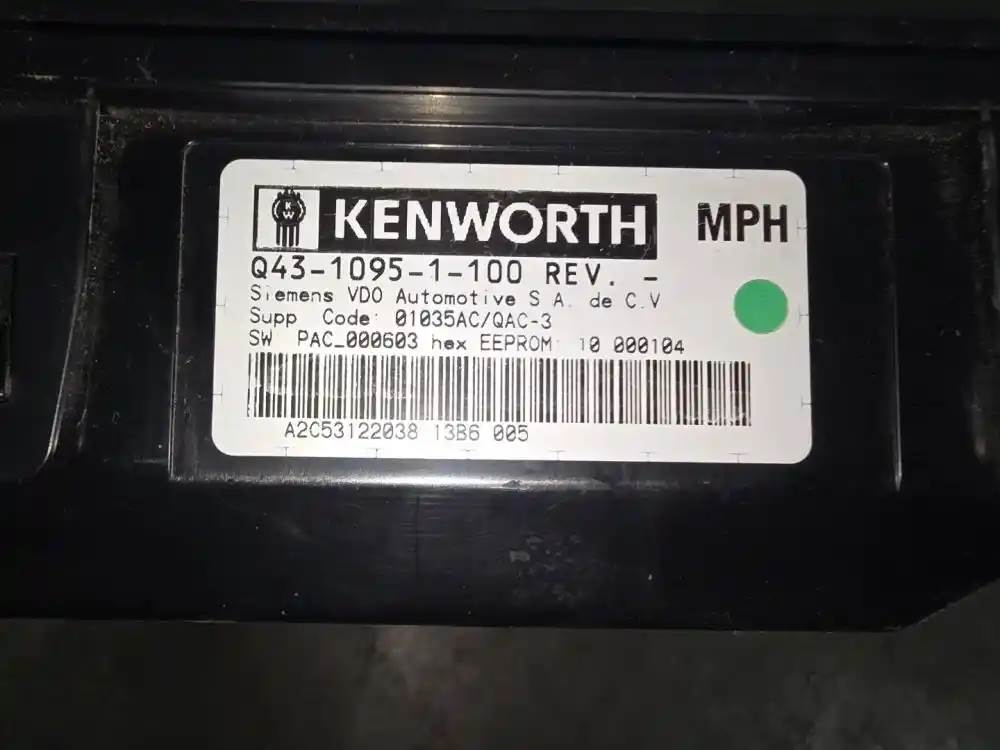 KW KENWORTH MPH
Q43-1095-1-100 REV. -
Siemens VDO Automotive S A. de C.V
Supp Code: 01035AC/QAC-3
SW PAC_000603 hex EEPROM: 10 000104
A2C53122038 13B6 005